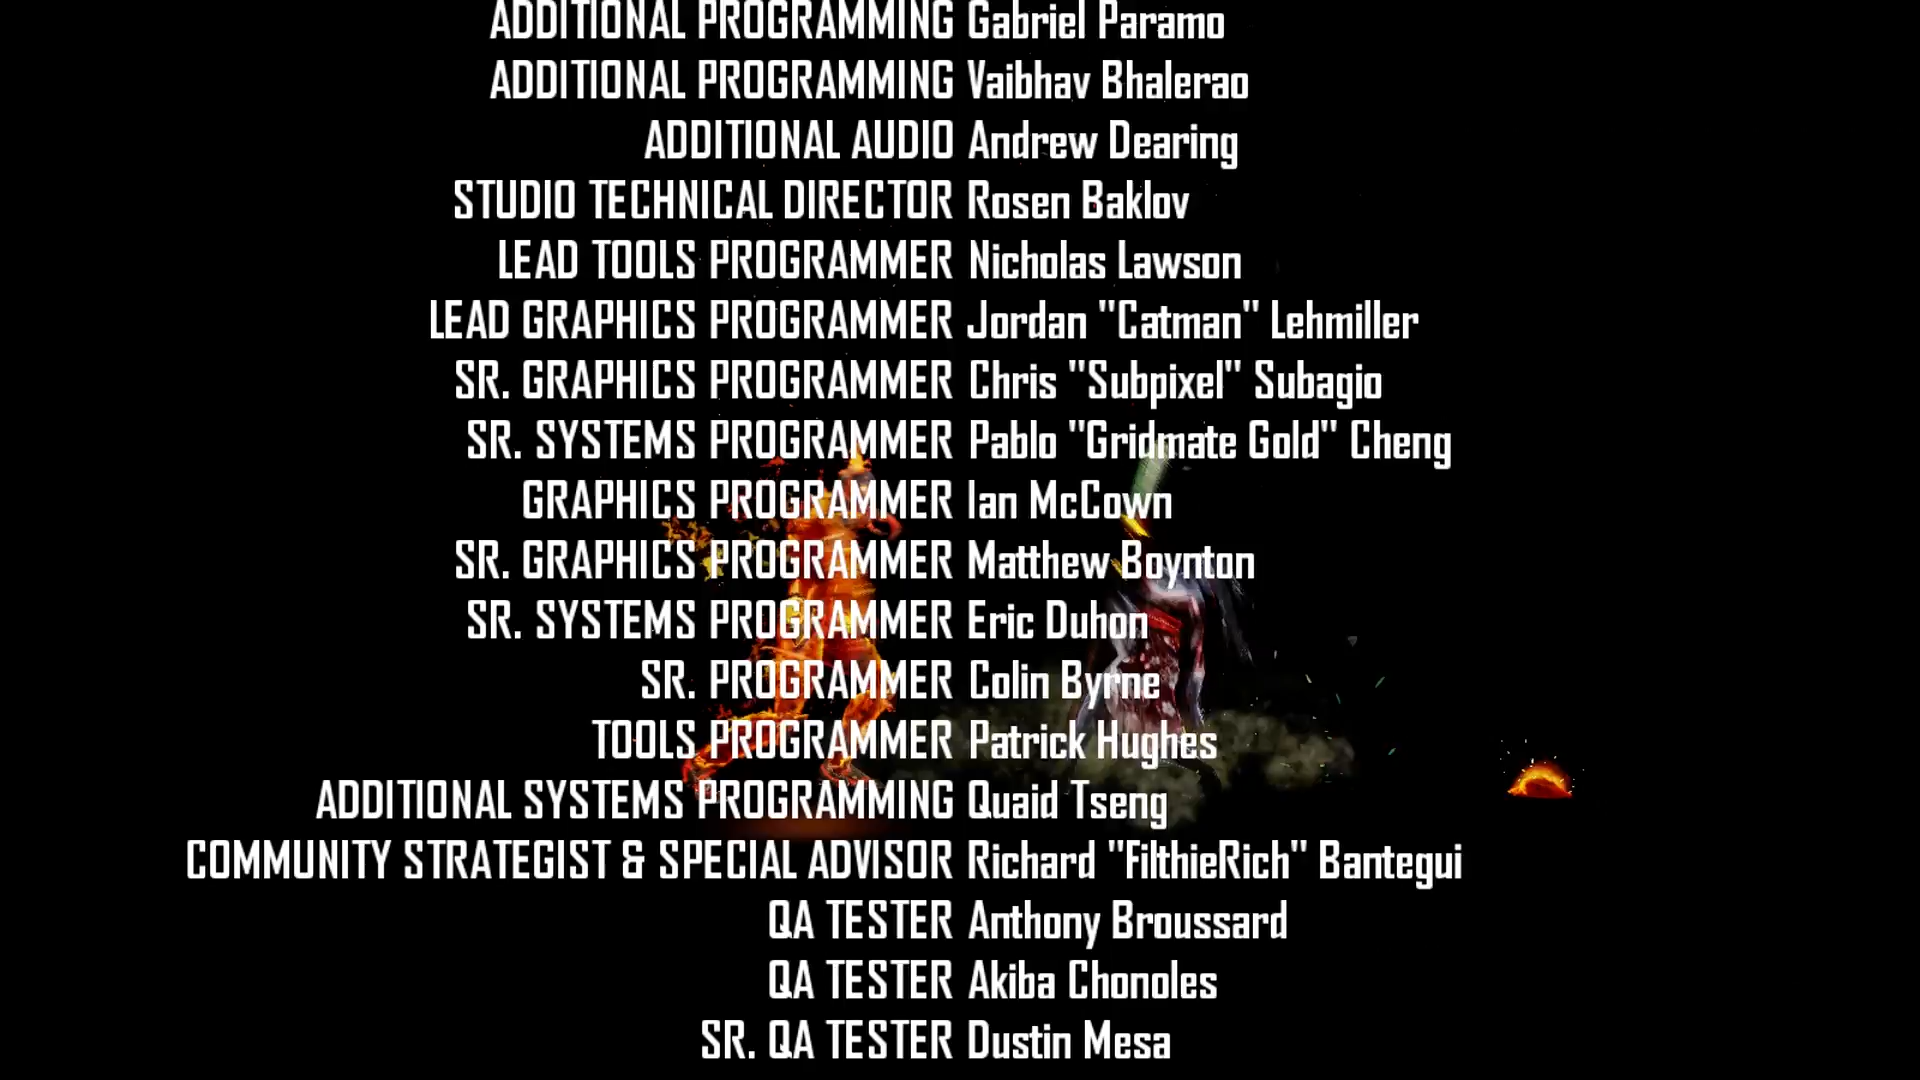 ADDITIONAL PROGRAMMING Gabriel Paramo
ADDITIONAL PROGRAMMING Vaibhav Bhalerao
ADDITIONAL AUDIO Andrew Dearing
STUDIO TECHNICAL DIRECTOR Rosen Baklov
LEAD TOOLS PROGRAMMER Nicholas Lawson
LEAD GRAPHICS PROGRAMMER Jordan "Catman" Lehmiller
SR. GRAPHICS PROGRAMMER Chris "Subpixel" Subagio
SR. SYSTEMS PROGRAMMER Pablo "Gridmate Gold" Cheng
GRAPHICS PROGRAMMER Ian McCown
SR. GRAPHICS PROGRAMMER Matthew Boynton
SR. SYSTEMS PROGRAMMER Eric Duhon
SR. PROGRAMMER Colin Byrne
TOOLS PROGRAMMER Patrick Hughes
ADDITIONAL SYSTEMS PROGRAMMING Quaid Tseng
COMMUNITY STRATEGIST & SPECIAL ADVISOR Richard "FilthieRich" Bantegui
QA TESTER Anthony Broussard
QA TESTER Akiba Chonoles
SR. QA TESTER Dustin Mesa